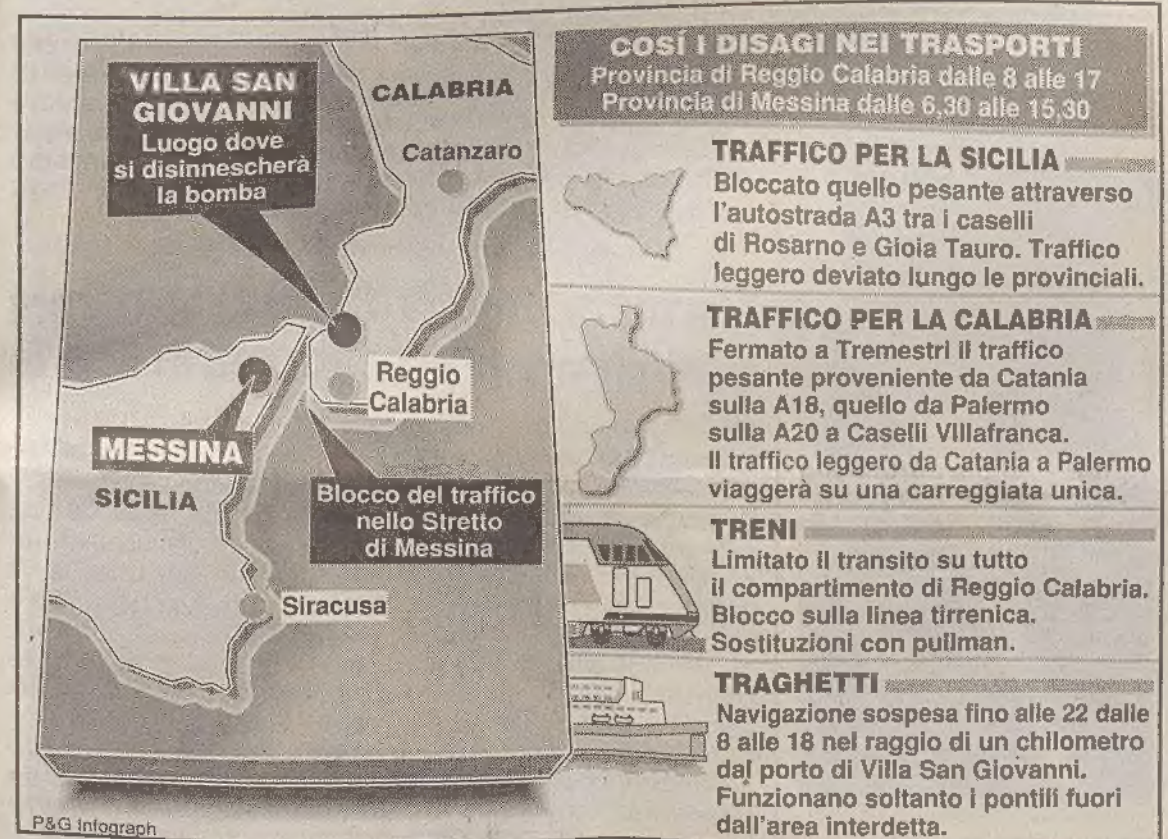 VILLA SAN
GIOVANNI
Luogo dove
si disinnescherà
la bomba
CALABRIA
Catanzaro
Reggio
Calabria
MESSINA
SICILIA
Blocco del traffico
nello Stretto
di Messina
Siracusa
P&G Infograph
COSÍ I DISAGI NEI TRASPORTI
Provincia di Reggio Calabria dalle 8 alle 17
Provincia di Messina dalle 6,30 alle 15,30
TRAFFICO PER LA SICILIA
Bloccato quello pesante attraverso
l'autostrada A3 tra i caselli
di Rosarno e Gioia Tauro. Traffico
leggero deviato lungo le provinciali.
TRAFFICO PER LA CALABRIA
Fermato a Tremestri il traffico
pesante proveniente da Catania
sulla A18, quello da Palermo
sulla A20 a Caselli Villafranca.
Il traffico leggero da Catania a Palermo
viaggerà su una carreggiata unica.
TRENI
Limitato il transito su tutto
il compartimento di Reggio Calabria.
Blocco sulla linea tirrenica.
Sostituzioni con pullman.
TRAGHETTI
Navigazione sospesa fino alle 22 dalle
8 alle 18 nel raggio di un chilometro
dal porto di Villa San Giovanni.
Funzionano soltanto i pontili fuori
dall'area interdetta.